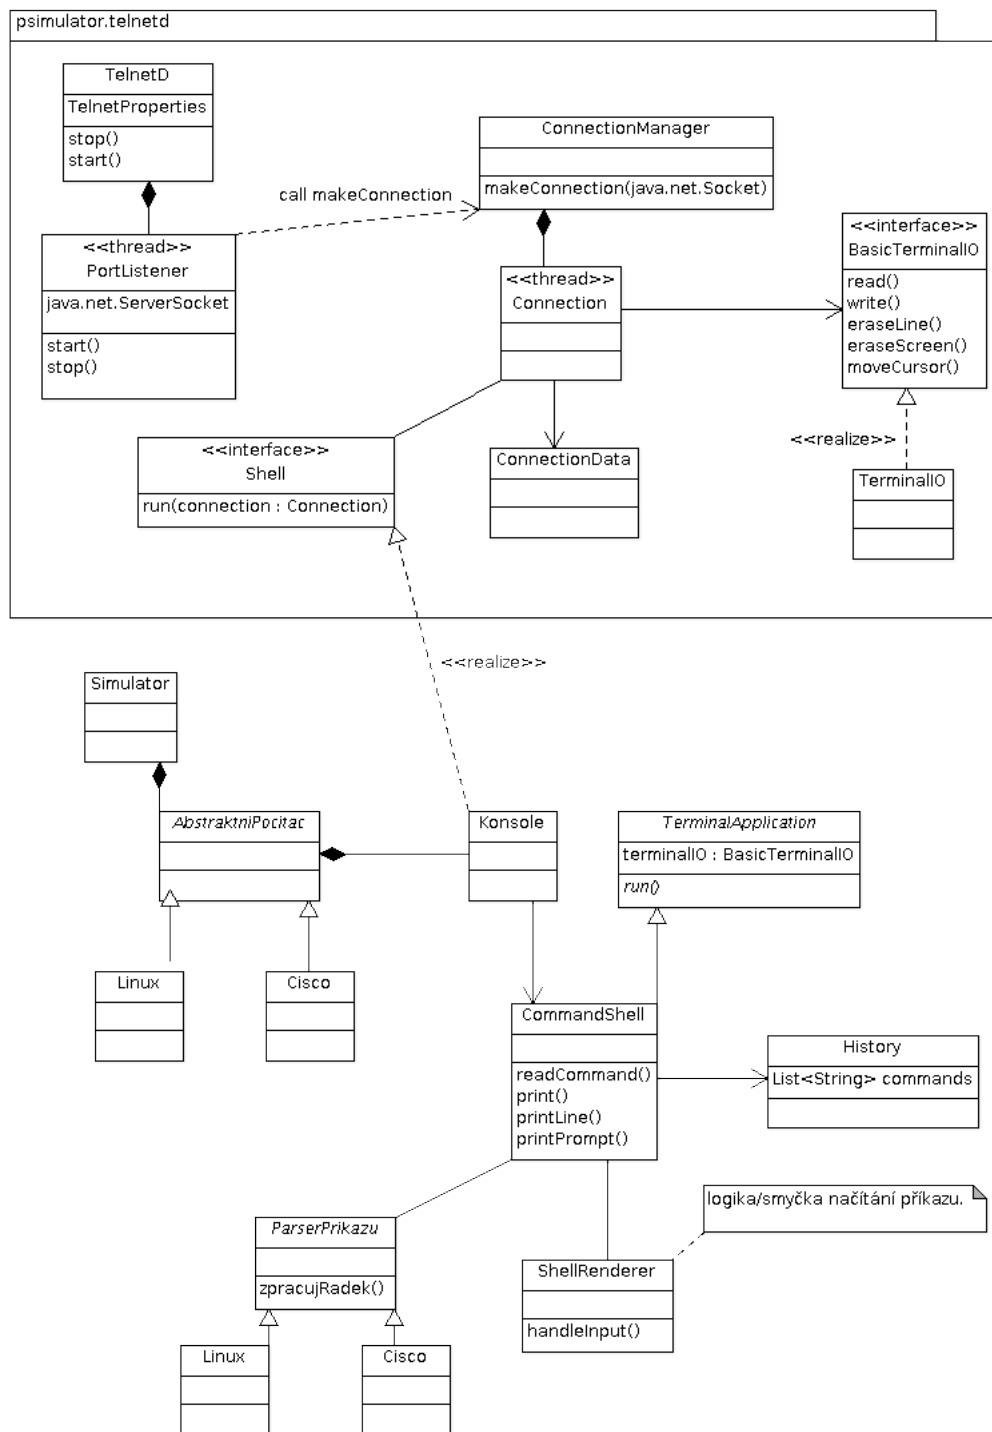 psimulator.telnetd
TelnetD
TelnetProperties
stop()
start()
ConnectionManager
makeConnection(java.net.Socket)
call makeConnection
<<thread>>
PortListener
java.net.ServerSocket
start()
stop()
<<thread>>
Connection
<<interface>>
BasicTerminalIO
read()
write()
eraseLine()
eraseScreen()
moveCursor()
<<realize>>
<<interface>>
Shell
run(connection : Connection)
ConnectionData
TerminalIO
<<realize>>
Simulator
AbstraktniPocitac
Konsole
TerminalApplication
terminalIO : BasicTerminalIO
run()
Linux
Cisco
CommandShell
readCommand()
print()
printLine()
printPrompt()
History
List<String> commands
logika/smyčka načítání příkazu.
ParserPrikazu
zpracujRadek()
ShellRenderer
handleInput()
Linux
Cisco